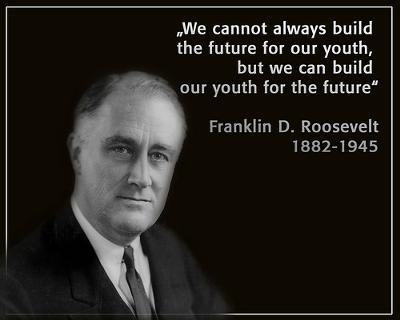 „We cannot always build
the future for our youth,
but we can build
our youth for the future“
Franklin D. Roosevelt
1882-1945